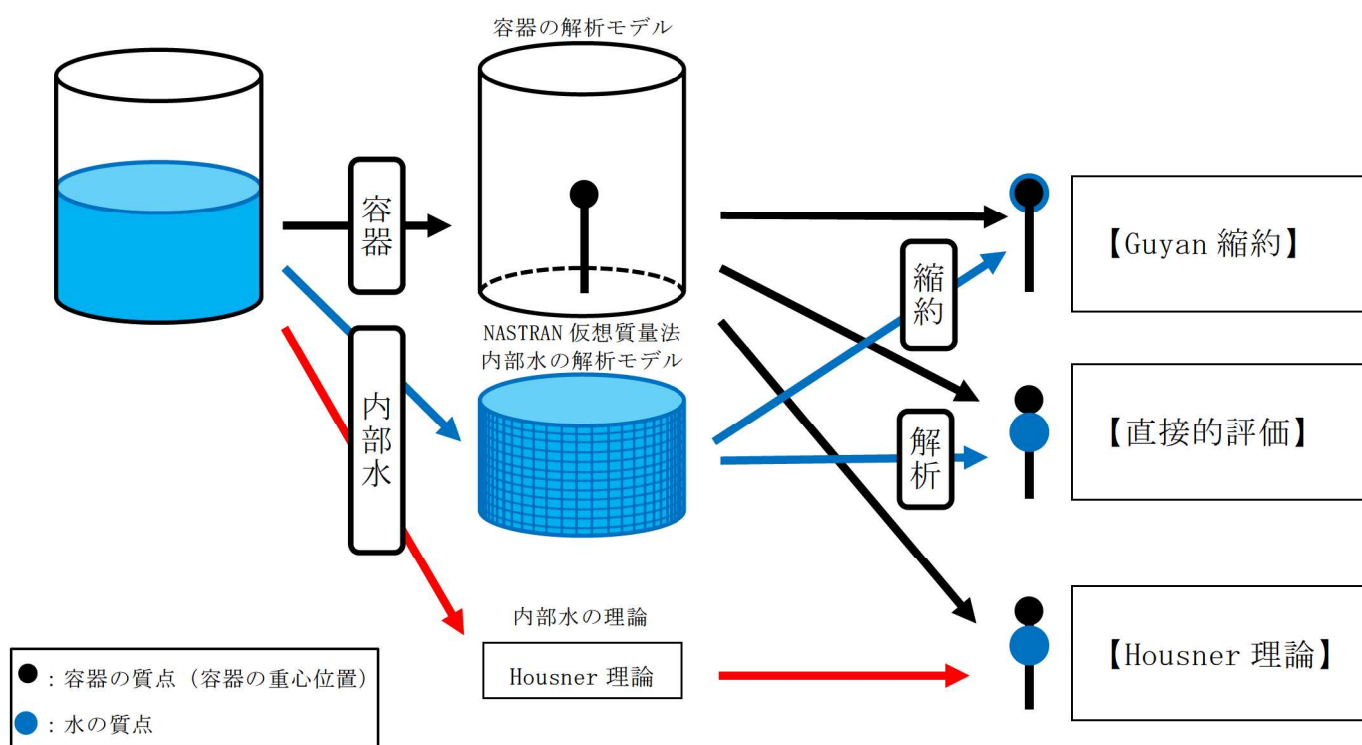 容器の解析モデル
容器
内部水
NASTRAN 仮想質量法
内部水の解析モデル
縮約
解析
【Guyan 縮約】
【直接的評価】
【Housner 理論】
内部水の理論
Housner 理論
：容器の質点（容器の重心位置）
：水の質点